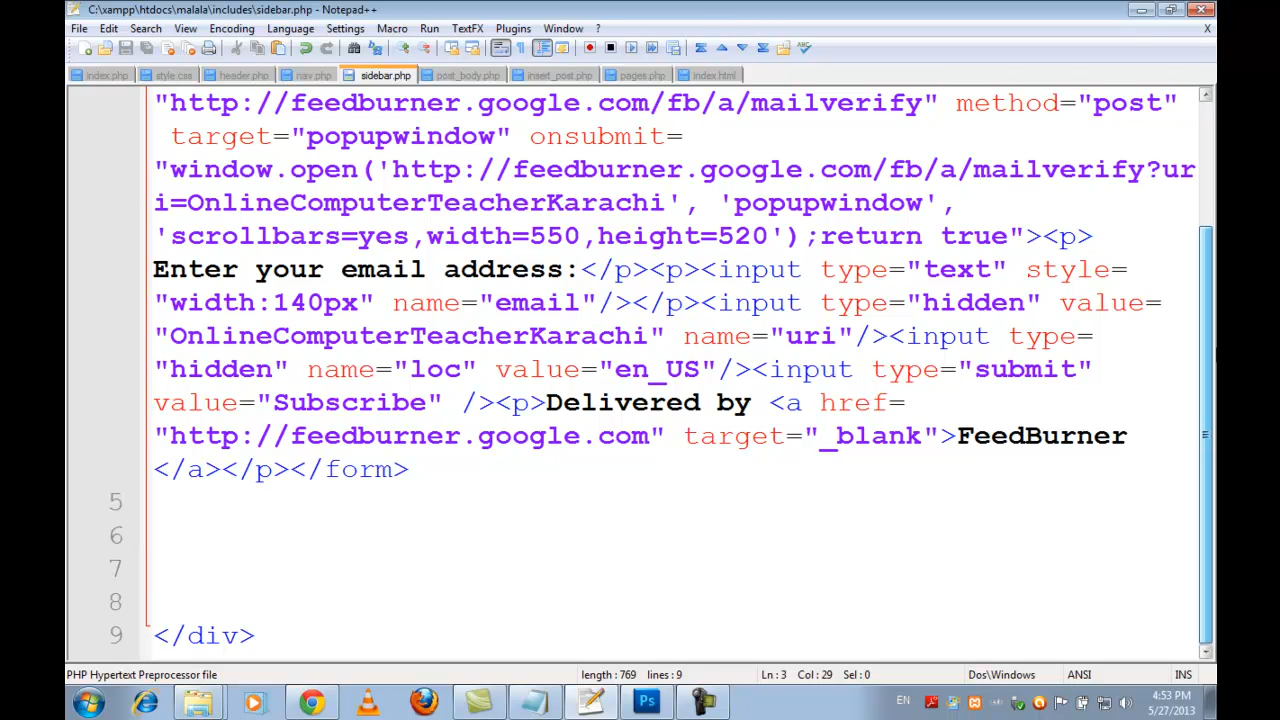 C:\xampp\htdocs\malala\includes\sidebar.php - Notepad++
File Edit Search View Encoding Language Settings Macro Run TextFX Plugins Window ? X
index.php style.css header.php nav.php sidebar.php post_body.php insert_post.php pages.php index.html
"http://feedburner.google.com/fb/a/mailverify" method="post"
target="popupwindow" onsubmit=
"window.open('http://feedburner.google.com/fb/a/mailverify?ur
i=OnlineComputerTeacherKarachi', 'popupwindow',
'scrollbars=yes,width=550,height=520');return true"><p>
Enter your email address:</p><p><input type="text" style=
"width:140px" name="email"/></p><input type="hidden" value=
"OnlineComputerTeacherKarachi" name="uri"/><input type=
"hidden" name="loc" value="en_US"/><input type="submit"
value="Subscribe" /><p>Delivered by <a href=
"http://feedburner.google.com" target="_blank">FeedBurner
</a></p></form>
5
6
7
8
9 </div>
PHP Hypertext Preprocessor file length : 769 lines : 9 Ln : 3 Col : 29 Sel : 0 Dos\Windows ANSI INS
Ps EN 4:53 PM
5/27/2013